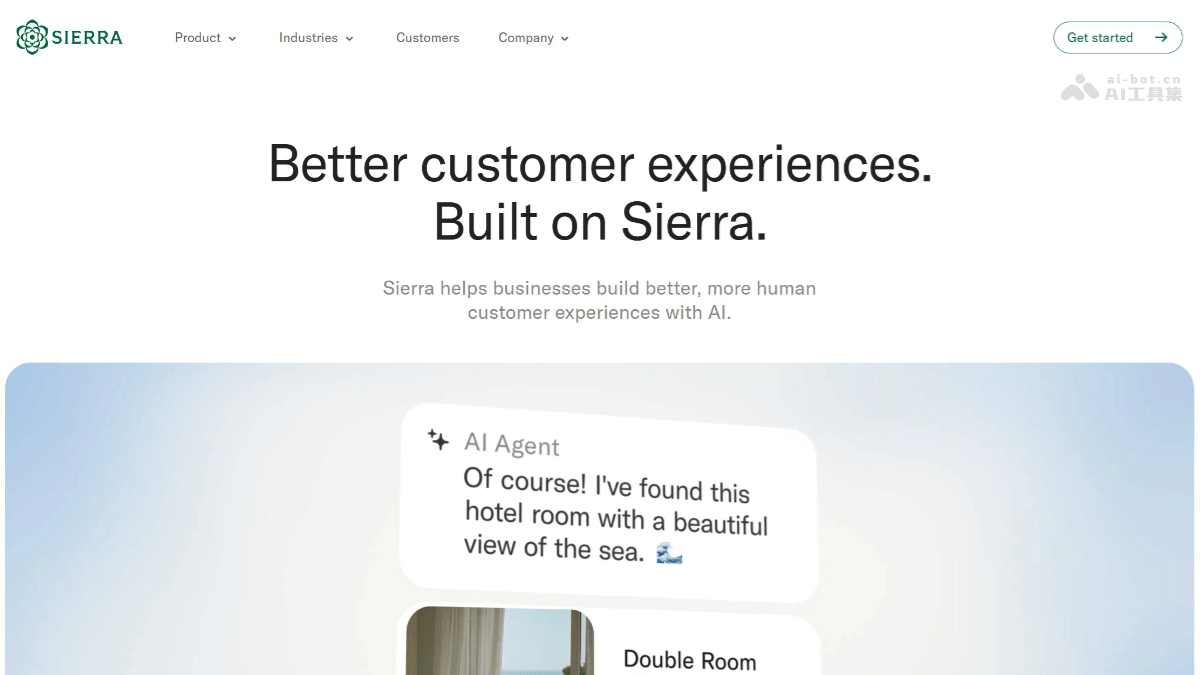 SIERRA
Product
Industries
Customers
Company
Get started
ai-bot.cn
AI工具集
Better customer experiences.
Built on Sierra.
Sierra helps businesses build better, more human
customer experiences with AI.
AI Agent
Of course! I've found this
hotel room with a beautiful
view of the sea. 🌊
Double Room